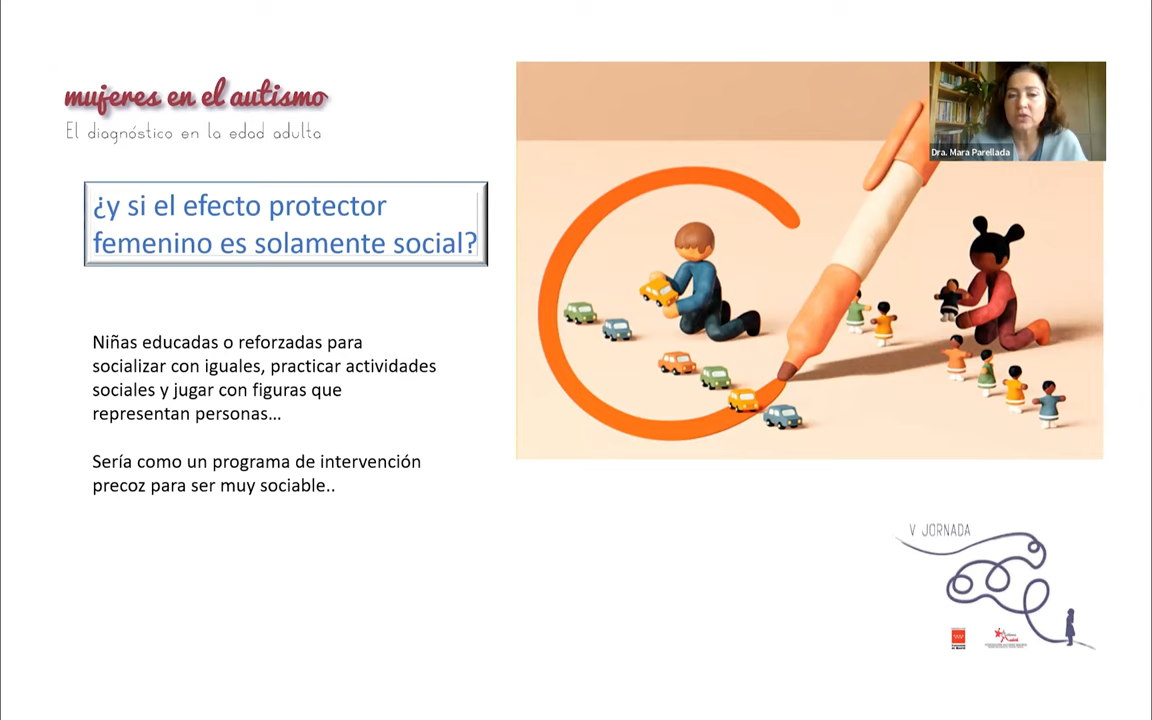 mujeres en el autismo
El diagnóstico en la edad adulta
¿y si el efecto protector
femenino es solamente social?
Niñas educadas o reforzadas para
socializar con iguales, practicar actividades
sociales y jugar con figuras que
representan personas...
Sería como un programa de intervención
precoz para ser muy sociable..
Dra. Mara Parellada
V JORNADA